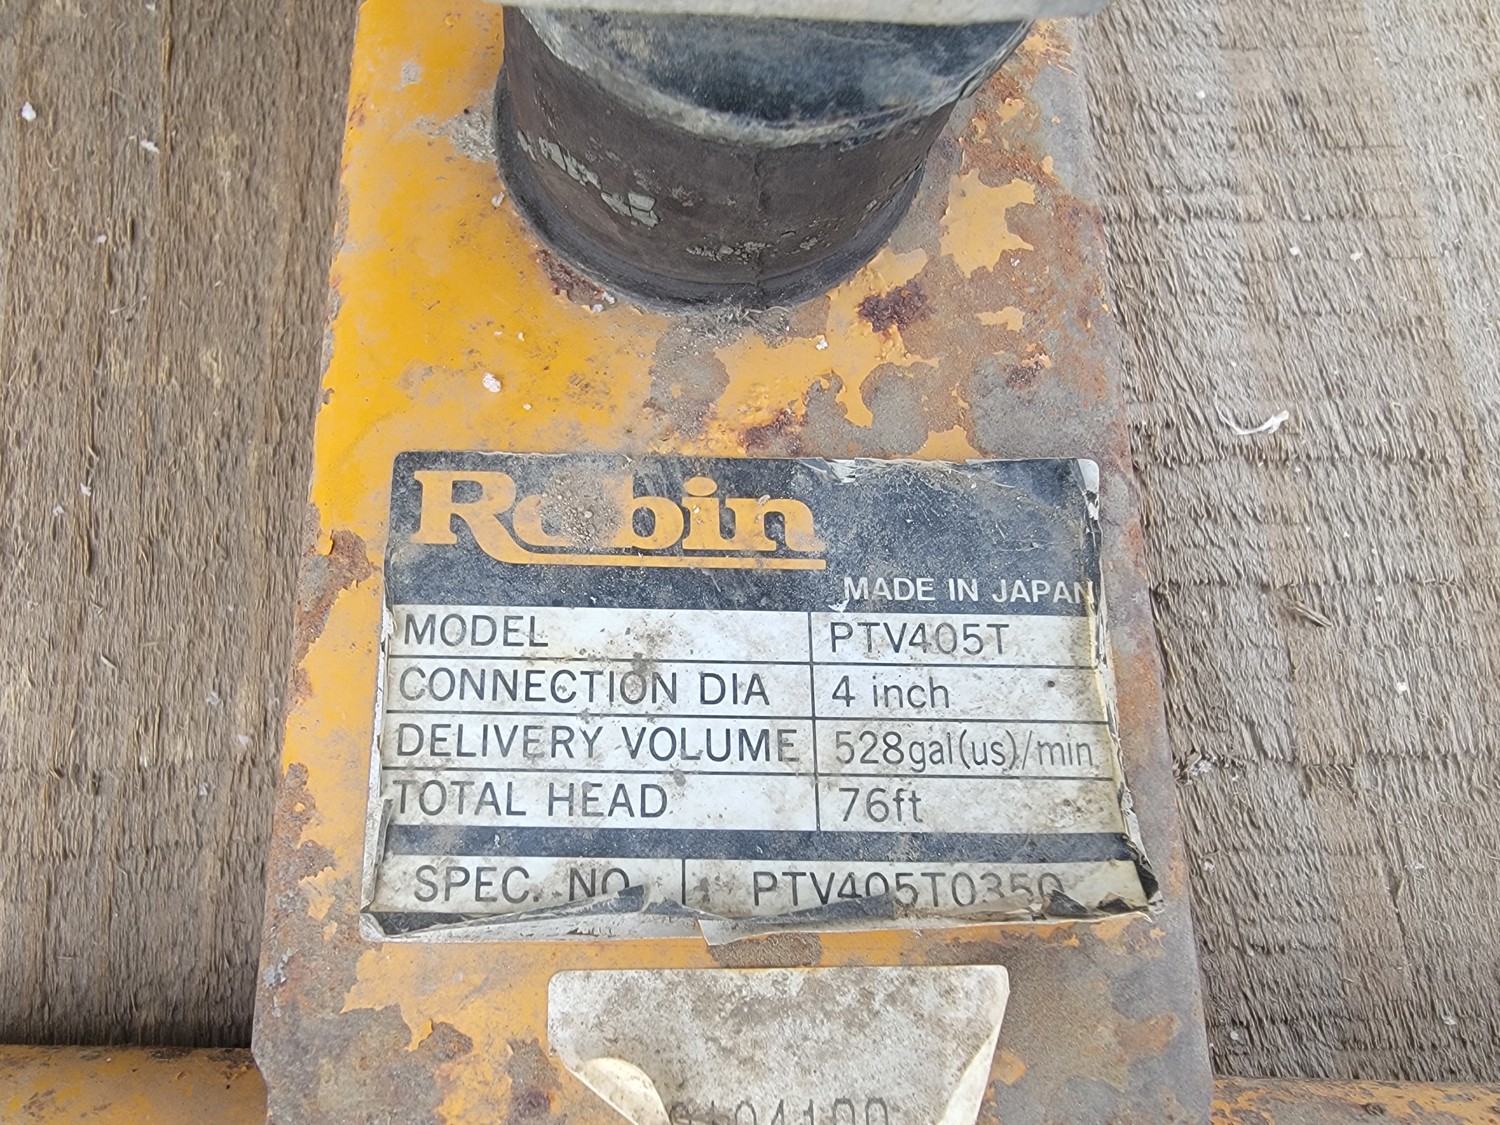 Robin
MADE IN JAPAN
MODEL PTV405T
CONNECTION DIA 4 inch
DELIVERY VOLUME 528gal(us)/min
TOTAL HEAD 76ft
SPEC. NO. PTV405T0350